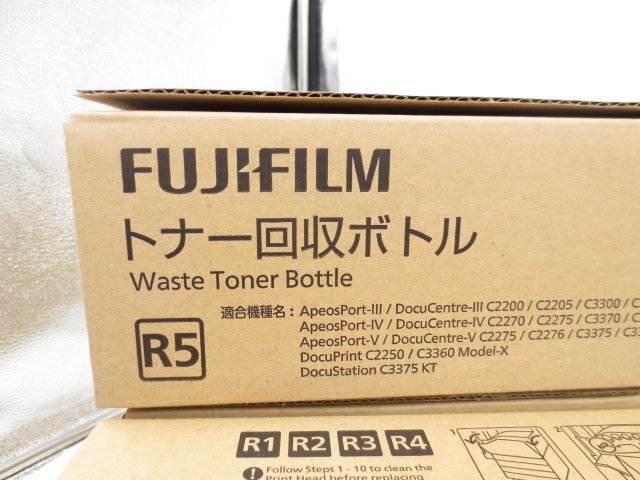 FUJIFILM
トナー回収ボトル
Waste Toner Bottle
適合機種名：ApeosPort-III / DocuCentre-III C2200 / C2205 / C3300 /
ApeosPort-IV / DocuCentre-IV C2270 / C2275 / C3370 /
ApeosPort-V / DocuCentre-V C2275 / C2276 / C3375 /
DocuPrint C2250 / C3360 Model-X
DocuStation C3375 KT
R5
R1 R2 R3 R4
Follow Steps 1 - 10 to clean the
Print Head before replacing
1
2